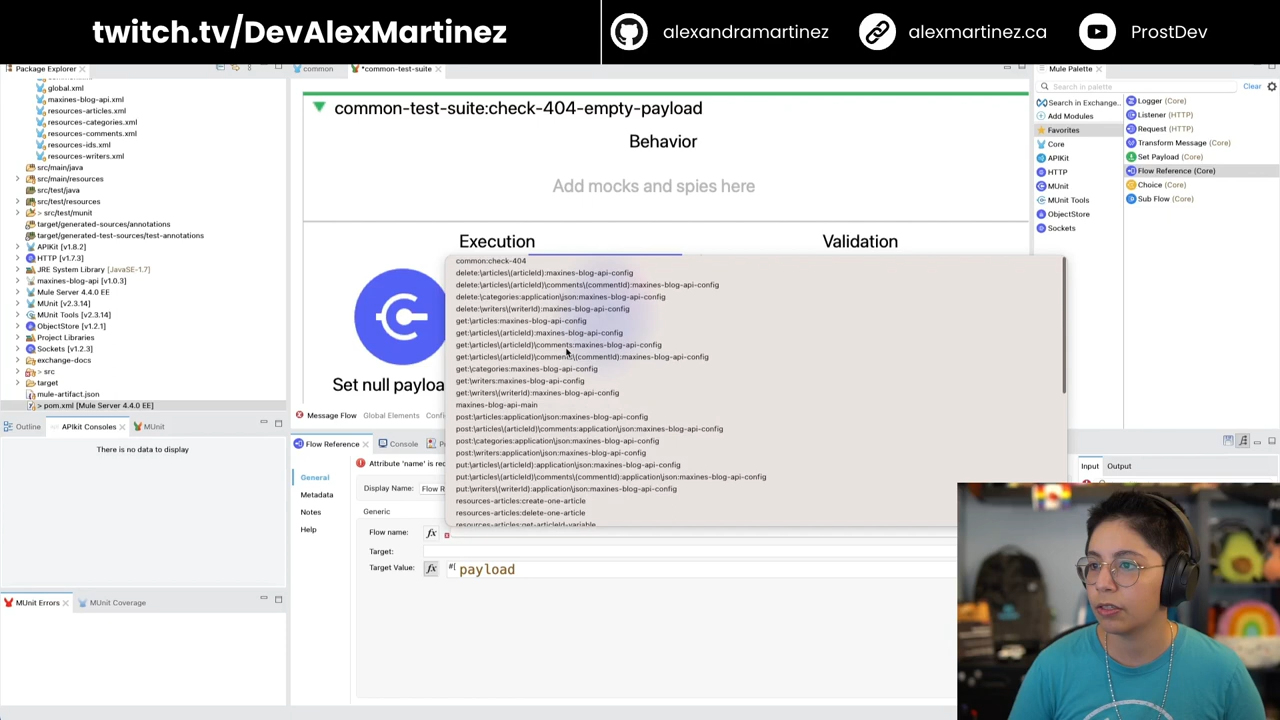 twitch.tv/DevAlexMartinez
alexandramartinez
alexmartinez.ca
ProstDev
Package Explorer
global.xml
maxines-blog-api.xml
resources-articles.xml
resources-categories.xml
resources-comments.xml
resources-ids.xml
resources-writers.xml
src/main/java
src/main/resources
src/test/java
src/test/resources
> src/test/munit
target/generated-sources/annotations
target/generated-test-sources/test-annotations
APIKit [v1.8.2]
HTTP [v1.7.3]
JRE System Library [JavaSE-1.7]
maxines-blog-api [v1.0.3]
Mule Server 4.4.0 EE
MUnit [v2.3.14]
MUnit Tools [v2.3.14]
ObjectStore [v1.2.1]
Project Libraries
Sockets [v1.2.3]
exchange-docs
> src
target
mule-artifact.json
> pom.xml [Mule Server 4.4.0 EE]
Outline
APIkit Consoles
MUnit
There is no data to display
MUnit Errors
MUnit Coverage
common
*common-test-suite
common-test-suite:check-404-empty-payload
Behavior
Add mocks and spies here
Execution
Validation
Set null payloa
common:check-404
delete:\articles\(articleId):maxines-blog-api-config
delete:\articles\(articleId)\comments\(commentId):maxines-blog-api-config
delete:\categories:application\json:maxines-blog-api-config
delete:\writers\(writerId):maxines-blog-api-config
get:\articles:maxines-blog-api-config
get:\articles\(articleId):maxines-blog-api-config
get:\articles\(articleId)\comments:maxines-blog-api-config
get:\articles\(articleId)\comments\(commentId):maxines-blog-api-config
get:\categories:maxines-blog-api-config
get:\writers:maxines-blog-api-config
get:\writers\(writerId):maxines-blog-api-config
maxines-blog-api-main
post:\articles:application\json:maxines-blog-api-config
post:\articles\(articleId)\comments:application\json:maxines-blog-api-config
post:\categories:application\json:maxines-blog-api-config
post:\writers:application\json:maxines-blog-api-config
put:\articles\(articleId):application\json:maxines-blog-api-config
put:\articles\(articleId)\comments\(commentId):application\json:maxines-blog-api-config
put:\writers\(writerId):application\json:maxines-blog-api-config
resources-articles:create-one-article
resources-articles:delete-one-article
resources-articles:get-articleId-variable
Message Flow
Global Elements
Flow Reference
Console
General
Metadata
Notes
Help
Attribute 'name' is
Display Name:
Flow R
Generic
Flow name:
fx
Target:
Target Value:
fx
#[
payload
Mule Palette
Search in palette
Clear
Search in Exchange..
Add Modules
Favorites
Core
APIKit
HTTP
MUnit
MUnit Tools
ObjectStore
Sockets
Logger (Core)
Listener (HTTP)
Request (HTTP)
Transform Message (Core)
Set Payload (Core)
Flow Reference (Core)
Choice (Core)
Sub Flow (Core)
Input
Output